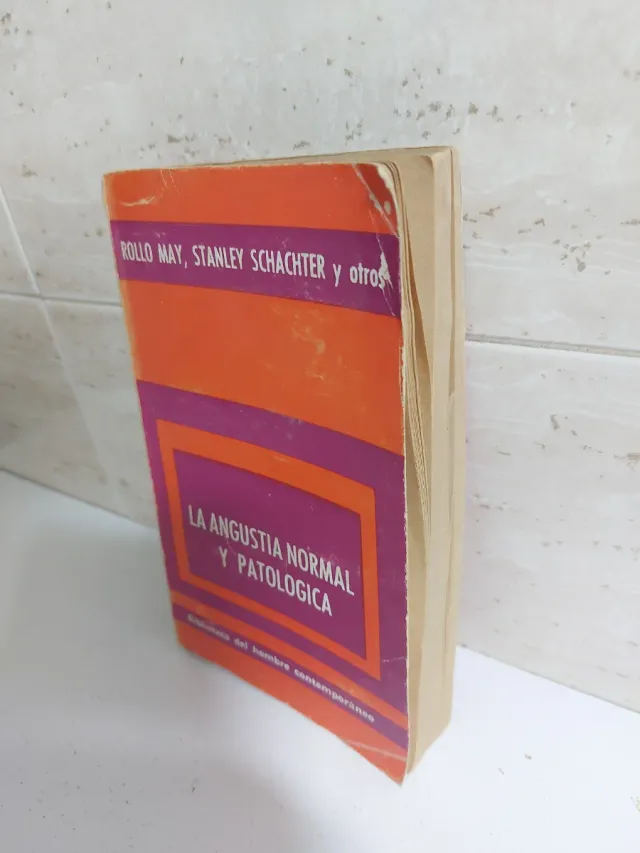 ROLLO MAY, STANLEY SCHACHTER y otros
LA ANGUSTIA NORMAL
Y PATOLOGICA
Biblioteca del hombre contemporáneo